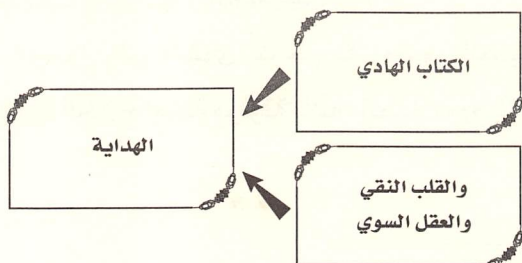 الكتاب الهادي
الهداية
والقلب النقي
والعقل السوي